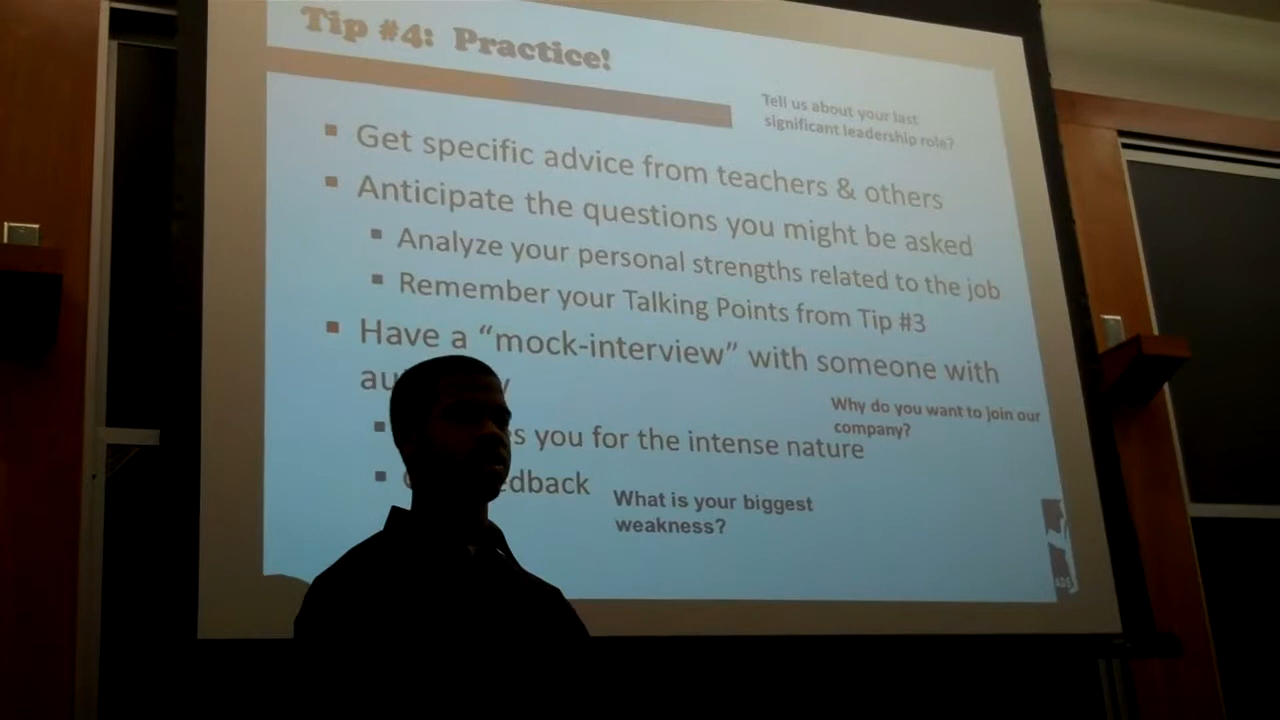 Tip #4: Practice!
Tell us about your last
significant leadership role?
Get specific advice from teachers & others
Anticipate the questions you might be asked
Analyze your personal strengths related to the job
Remember your Talking Points from Tip #3
Have a “mock-interview” with someone with
you for the intense nature
Why do you want to join our
company?
What is your biggest
weakness?